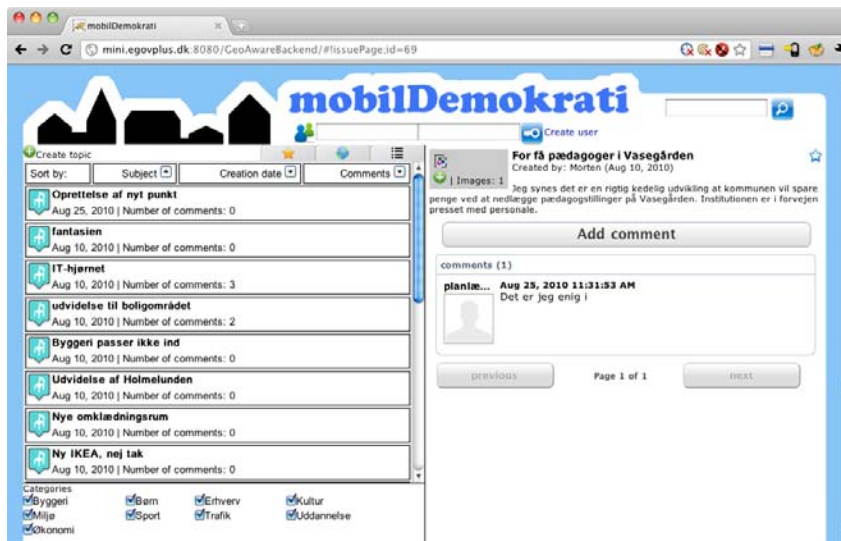 mobilDemokrati
mini.egovplus.dk:8080/GeoAwareBackend/#!issuePage;id=69
mobilDemokrati
Create user
Create topic
Sort by: Subject Creation date Comments
Oprettelse af nyt punkt
Aug 25, 2010 | Number of comments: 0
fantasien
Aug 10, 2010 | Number of comments: 0
IT-hjørnet
Aug 10, 2010 | Number of comments: 3
udvidelse til boligområdet
Aug 10, 2010 | Number of comments: 2
Byggeri passer ikke ind
Aug 10, 2010 | Number of comments: 0
Udvidelse af Holmelunden
Aug 10, 2010 | Number of comments: 0
Nye omklædningsrum
Aug 10, 2010 | Number of comments: 0
Ny IKEA, nej tak
Aug 10, 2010 | Number of comments: 0
Categories
Byggeri Børn Erhverv Kultur
Miljø Sport Trafik Uddannelse
Økonomi
For få pædagoger i Vasegården
Created by: Morten (Aug 10, 2010)
| Images: 1
Jeg synes det er en rigtig kedelig udvikling at kommunen vil spare
penge ved at nedlægge pædagogstillinger på Vasegården. Institutionen er i forvejen
presset med personale.
Add comment
comments (1)
planlæ... Aug 25, 2010 11:31:53 AM
Det er jeg enig i
previous Page 1 of 1 next